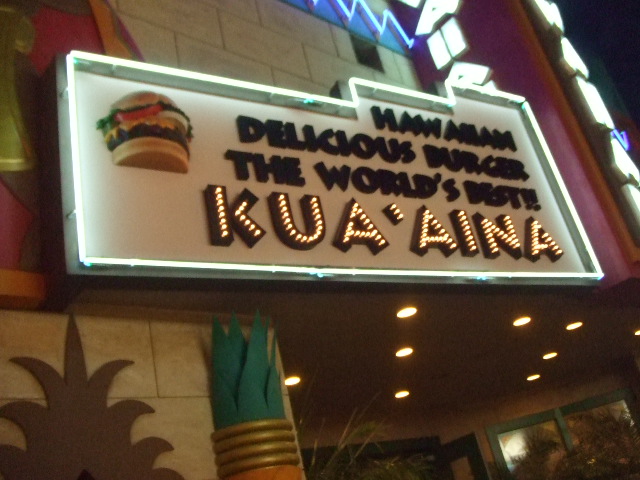 HAWAIIAN
DELICIOUS BURGER
THE WORLD'S BEST!!
KUA'AINA